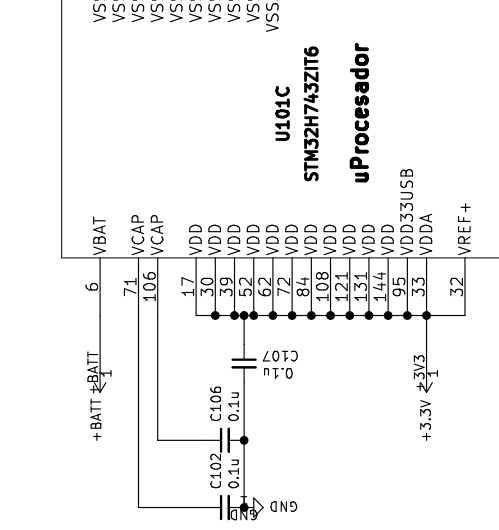 VSS
VSS
VSS
VSS
VSS
VSS
VSS
VSS
VSS
U101C
STM32H743ZIT6
uProcesador
VBAT
VCAP
VCAP
VDD
VDD
VDD
VDD
VDD
VDD
VDD
VDD
VDD
VDD
VDD
VDD33USB
VDDA
VREF+
6
71
106
17
30
39
52
62
72
84
108
121
131
144
95
33
32
C107
0.1u
+BATT
1
+BATT
+3V3
1
+3.3V
C106
0.1u
C102
0.1u
GND
GND